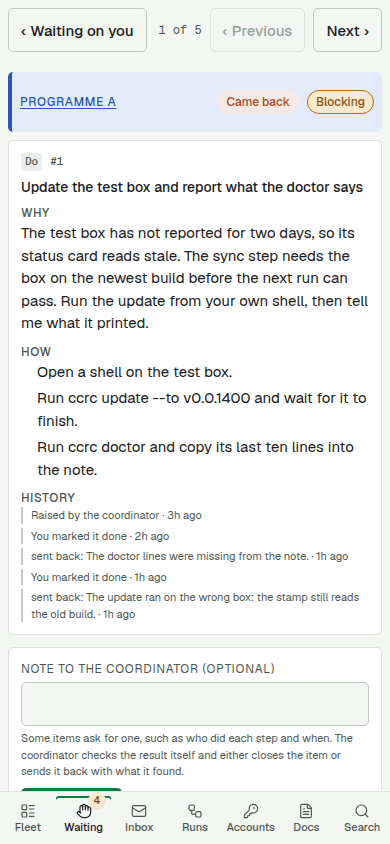 ‹ Waiting on you
1 of 5
‹ Previous
Next ›
PROGRAMME A
Came back
Blocking
Do #1
Update the test box and report what the doctor says
WHY
The test box has not reported for two days, so its
status card reads stale. The sync step needs the
box on the newest build before the next run can
pass. Run the update from your own shell, then tell
me what it printed.
HOW
Open a shell on the test box.
Run ccrc update --to v0.0.1400 and wait for it to
finish.
Run ccrc doctor and copy its last ten lines into
the note.
HISTORY
Raised by the coordinator · 3h ago
You marked it done · 2h ago
sent back: The doctor lines were missing from the note. · 1h ago
You marked it done · 1h ago
sent back: The update ran on the wrong box: the stamp still reads
the old build. · 1h ago
NOTE TO THE COORDINATOR (OPTIONAL)
Some items ask for one, such as who did each step and when. The
coordinator checks the result itself and either closes the item or
sends it back with what it found.
4
Fleet
Waiting
Inbox
Runs
Accounts
Docs
Search